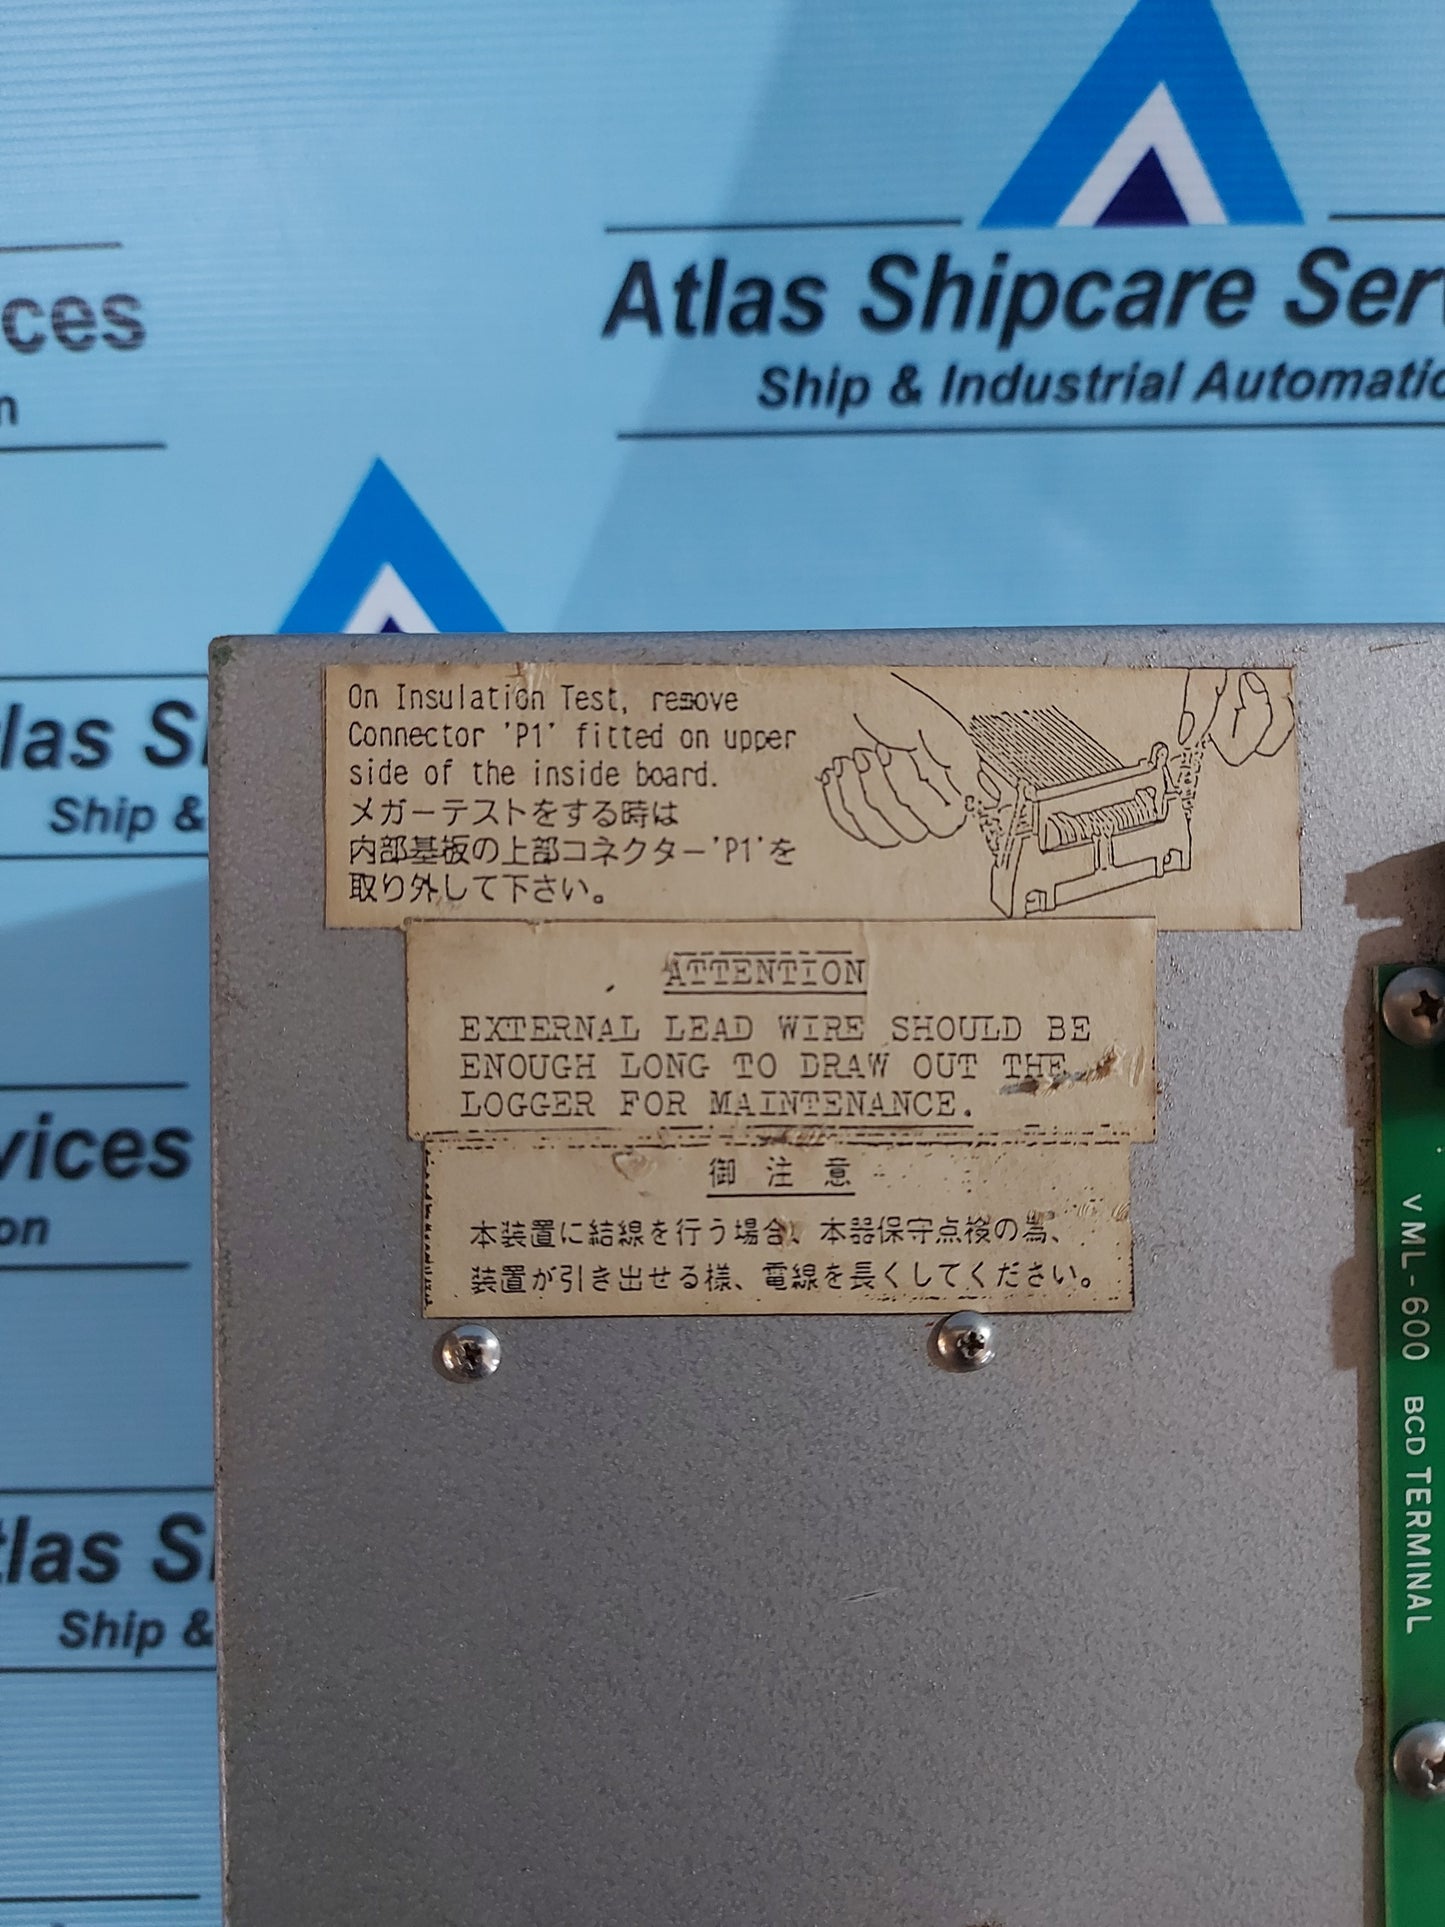 ces
n
Atlas Shipcare Serv
Ship & Industrial Automatio
tlas S
Ship &
On Insulation Test, remove
Connector 'P1' fitted on upper
side of the inside board.
メガーテストをする時は
内部基板の上部コネクター'P1'を
取り外して下さい。
ATTENTION
EXTERNAL LEAD WIRE SHOULD BE
ENOUGH LONG TO DRAW OUT THE
LOGGER FOR MAINTENANCE.
御注意
本装置に結線を行う場合、本器保守点検の為、
装置が引き出せる様、電線を長くしてください。
vices
ion
tlas S
Ship &
VML-600 BCD TERMINAL